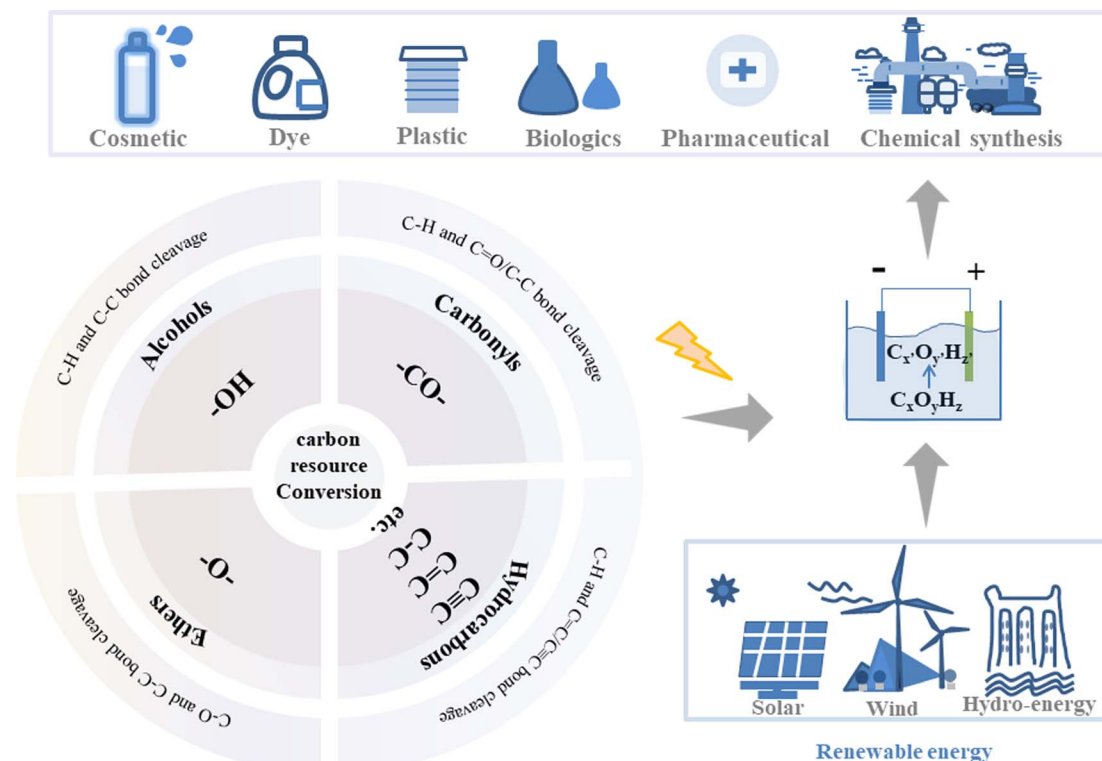 Cosmetic
Dye
Plastic
Biologics
Pharmaceutical
Chemical synthesis
C-H and C-C bond cleavage
C-H and C=O/C-C bond cleavage
Alcohols
Carbonyls
-OH
-CO-
carbon
resource
Conversion
-O-
Ethers
etc.
C-C
C=C
C≡C
Hydrocarbons
C-O and C-C bond cleavage
C-H and C=C/C≡C bond cleavage
- +
Cx'Oy'Hz'
CxOyHz
Solar
Wind
Hydro-energy
Renewable energy